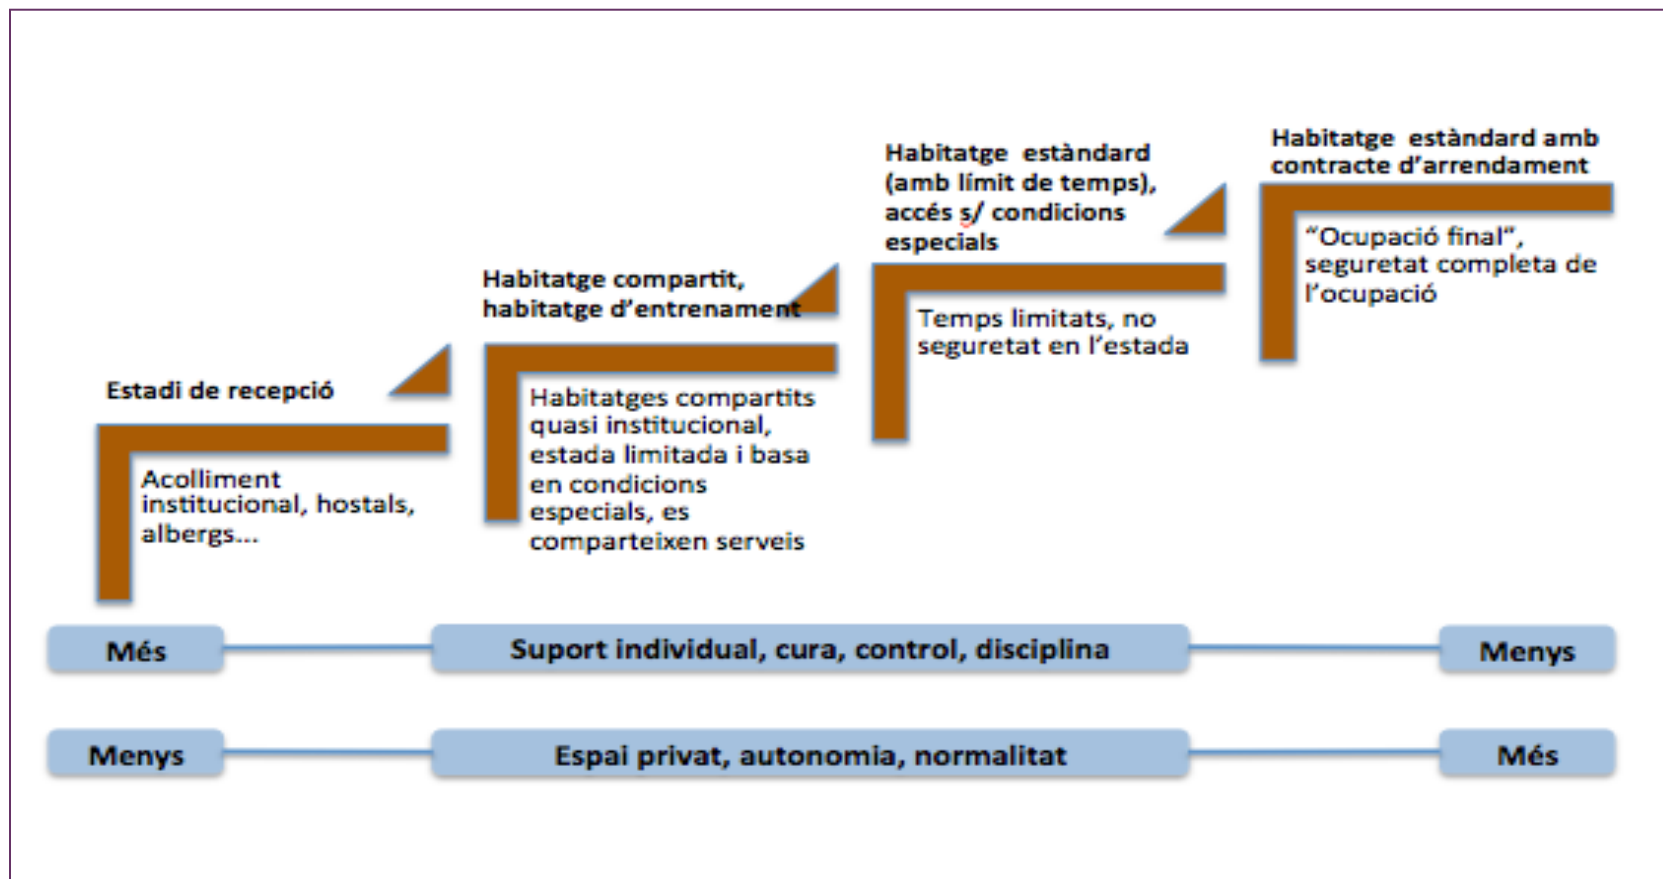 Estadi de recepció
Acolliment
institucional, hostals,
albergs...
Habitatge compartit,
habitatge d’entrenament
Habitatges compartits
quasi institucional,
estada limitada i basa
en condicions
especials, es
comparteixen serveis
Habitatge estàndard
(amb límit de temps),
accés s/ condicions
especials
Temps limitats, no
seguretat en l’estada
Habitatge estàndard amb
contracte d’arrendament
“Ocupació final“,
seguretat completa de
l’ocupació
Més Suport individual, cura, control, disciplina Menys
Menys Espai privat, autonomia, normalitat Més